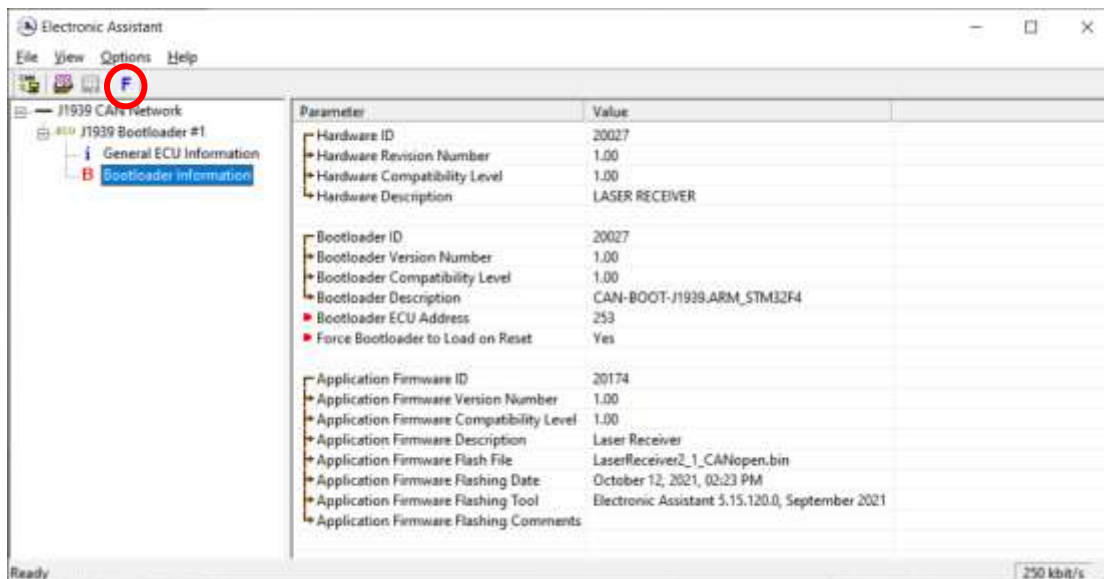 Electronic Assistant
File View Options Help
F
J1939 CAN Network
ECU J1939 Bootloader #1
i General ECU Information
B Bootloader Information
Parameter Value
Hardware ID 20027
Hardware Revision Number 1.00
Hardware Compatibility Level 1.00
Hardware Description LASER RECEIVER
Bootloader ID 20027
Bootloader Version Number 1.00
Bootloader Compatibility Level 1.00
Bootloader Description CAN-BOOT-J1939.ARM_STM32F4
Bootloader ECU Address 253
Force Bootloader to Load on Reset Yes
Application Firmware ID 20174
Application Firmware Version Number 1.00
Application Firmware Compatibility Level 1.00
Application Firmware Description Laser Receiver
Application Firmware Flash File LaserReceiver2_1_CANopen.bin
Application Firmware Flashing Date October 12, 2021, 02:23 PM
Application Firmware Flashing Tool Electronic Assistant 5.15.120.0, September 2021
Application Firmware Flashing Comments
Ready 250 kbit/s